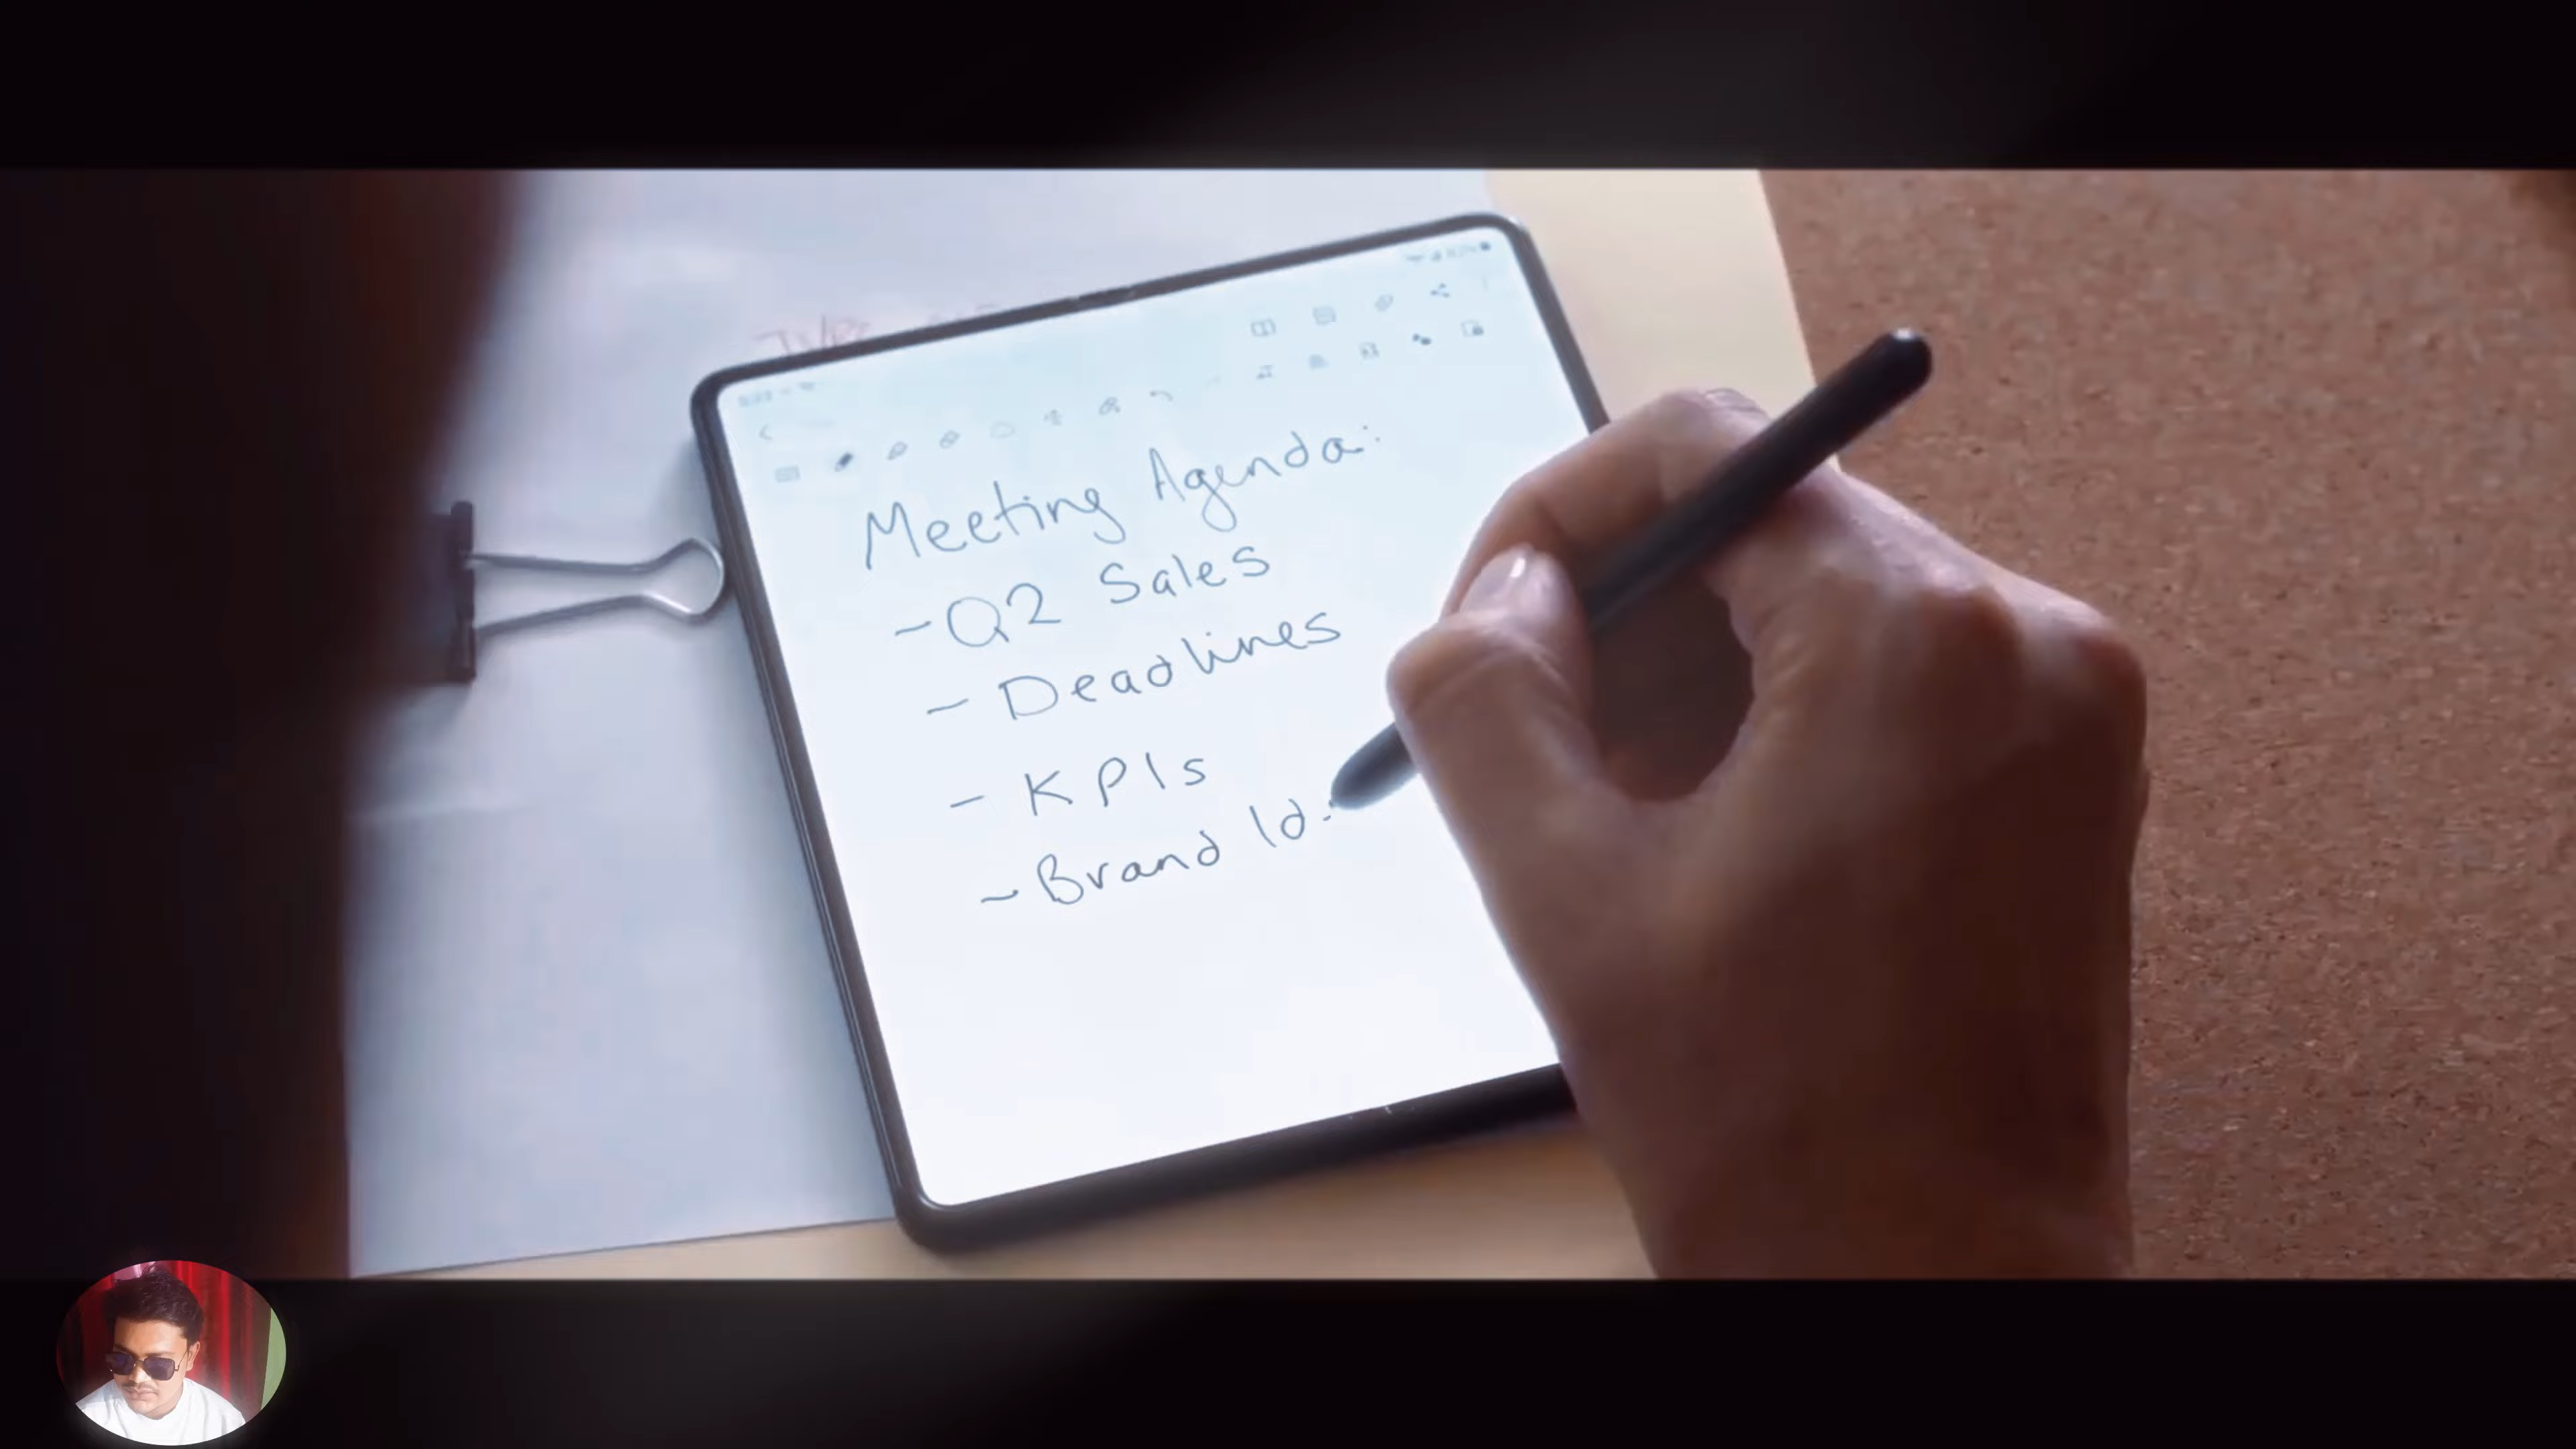 Meeting Agenda:
- Q2 Sales
- Deadlines
- KPIs
- Brand Id: